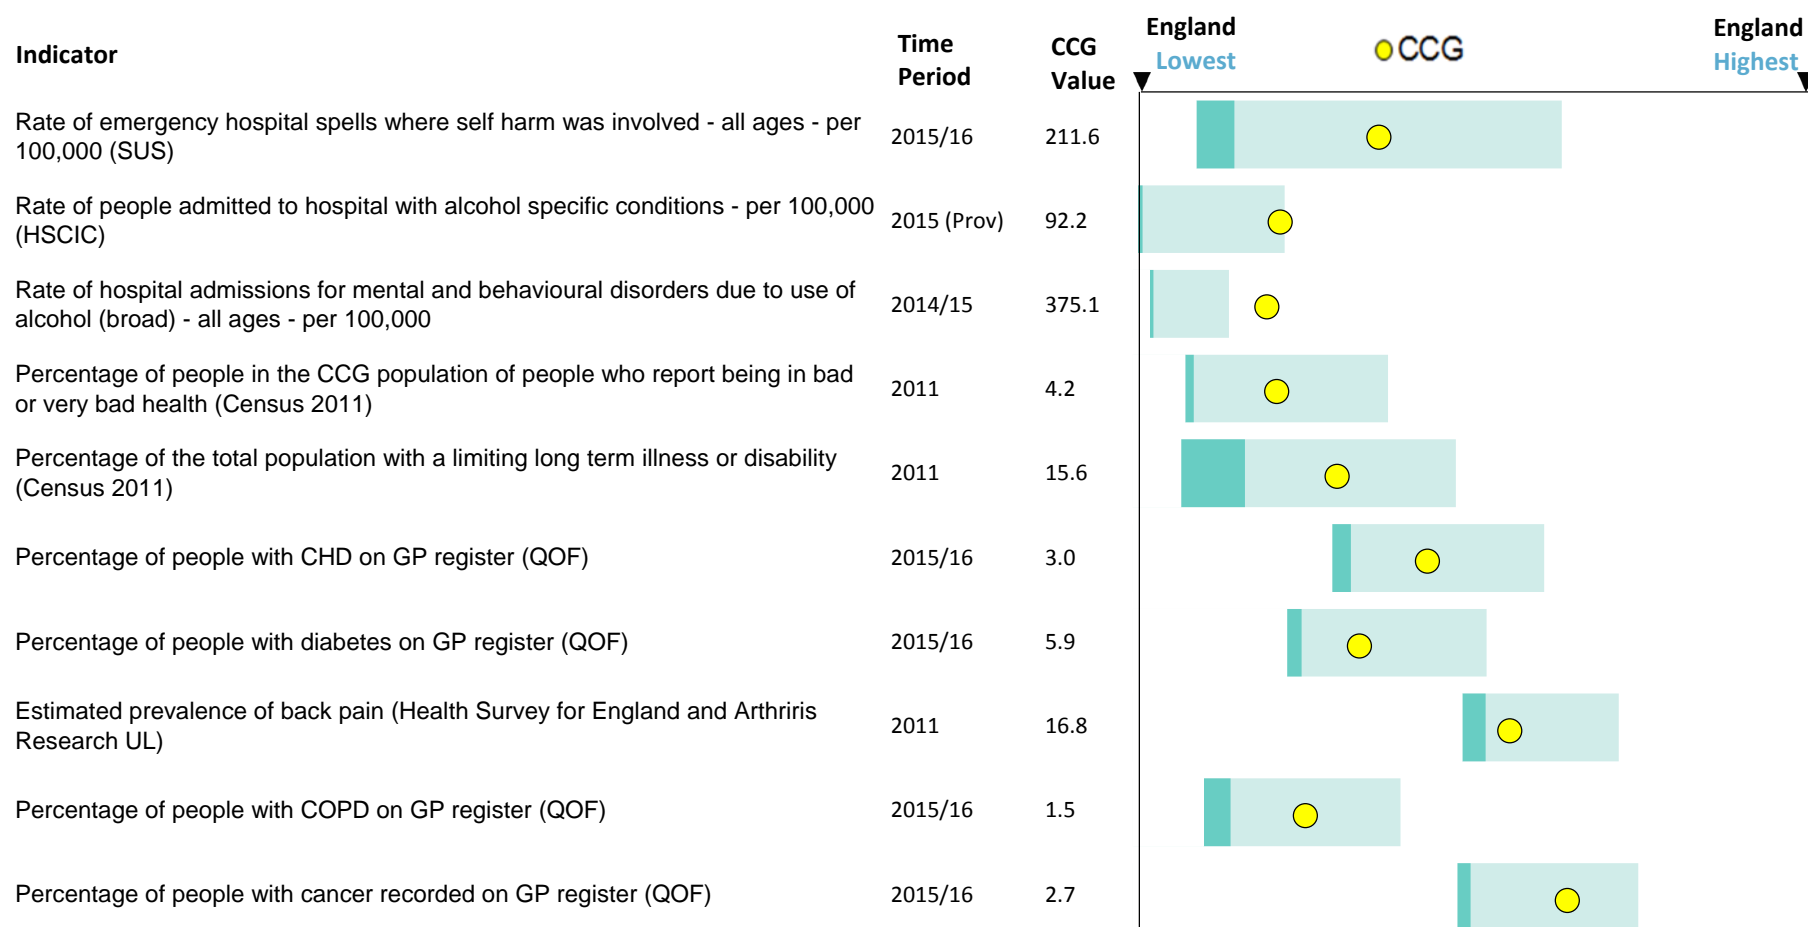 Indicator
Time
Period
CCG
Value
England
Lowest
CCG
England
Highest
Rate of emergency hospital spells where self harm was involved - all ages - per
100,000 (SUS)
2015/16
211.6
Rate of people admitted to hospital with alcohol specific conditions - per 100,000
(HSCIC)
2015 (Prov)
92.2
Rate of hospital admissions for mental and behavioural disorders due to use of
alcohol (broad) - all ages - per 100,000
2014/15
375.1
Percentage of people in the CCG population of people who report being in bad
or very bad health (Census 2011)
2011
4.2
Percentage of the total population with a limiting long term illness or disability
(Census 2011)
2011
15.6
Percentage of people with CHD on GP register (QOF)
2015/16
3.0
Percentage of people with diabetes on GP register (QOF)
2015/16
5.9
Estimated prevalence of back pain (Health Survey for England and Arthriris
Research UL)
2011
16.8
Percentage of people with COPD on GP register (QOF)
2015/16
1.5
Percentage of people with cancer recorded on GP register (QOF)
2015/16
2.7